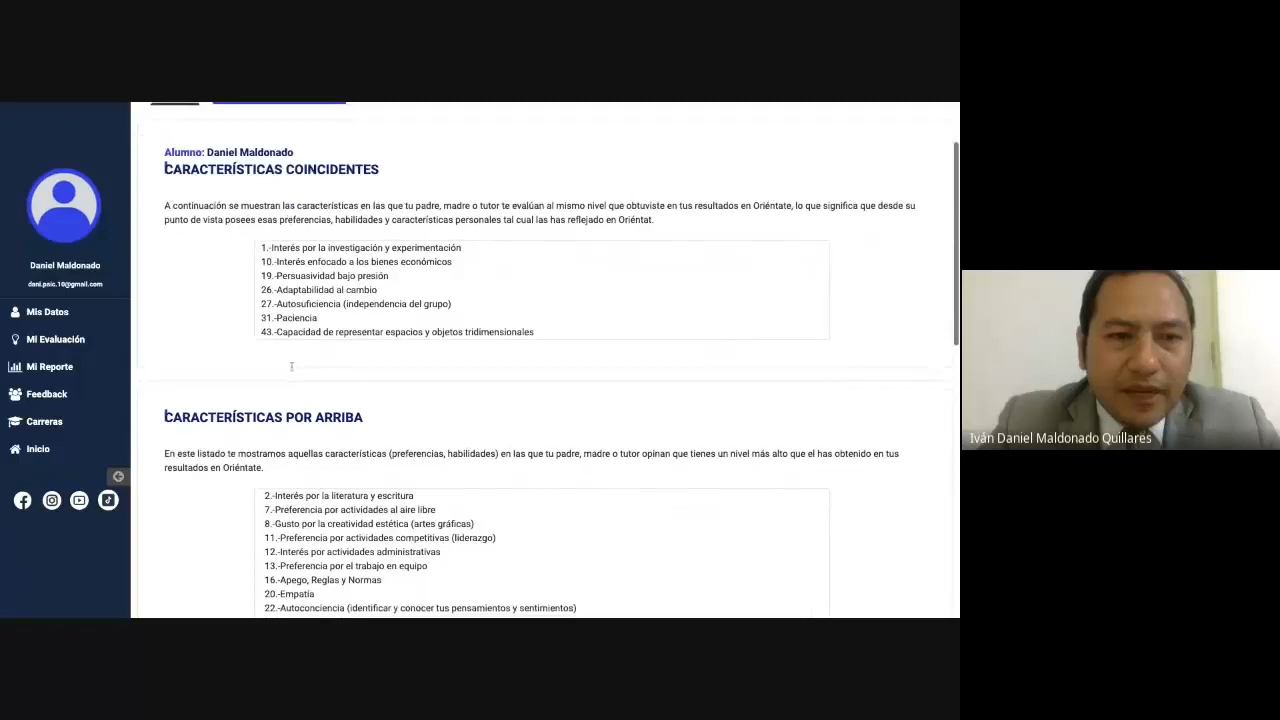 Alumno: Daniel Maldonado
CARACTERÍSTICAS COINCIDENTES
A continuación se muestran las características en las que tu padre, madre o tutor te evalúan al mismo nivel que obtuviste en tus resultados en Oriéntate, lo que significa que desde su
punto de vista posees esas preferencias, habilidades y características personales tal cual las has reflejado en Oriéntat.
1.-Interés por la investigación y experimentación
10.-Interés enfocado a los bienes económicos
19.-Persuasividad bajo presión
26.-Adaptabilidad al cambio
27.-Autosuficiencia (independencia del grupo)
31.-Paciencia
43.-Capacidad de representar espacios y objetos tridimensionales
CARACTERÍSTICAS POR ARRIBA
En este listado te mostramos aquellas características (preferencias, habilidades) en las que tu padre, madre o tutor opinan que tienes un nivel más alto que el has obtenido en tus
resultados en Oriéntate.
2.-Interés por la literatura y escritura
7.-Preferencia por actividades al aire libre
8.-Gusto por la creatividad estética (artes gráficas)
11.-Preferencia por actividades competitivas (liderazgo)
12.-Interés por actividades administrativas
13.-Preferencia por el trabajo en equipo
16.-Apego, Reglas y Normas
20.-Empatía
22.-Autoconciencia (identificar y conocer tus pensamientos y sentimientos)
Daniel Maldonado
dani.psic.10@gmail.com
Mis Datos
Mi Evaluación
Mi Reporte
Feedback
Carreras
Inicio
Iván Daniel Maldonado Quillares